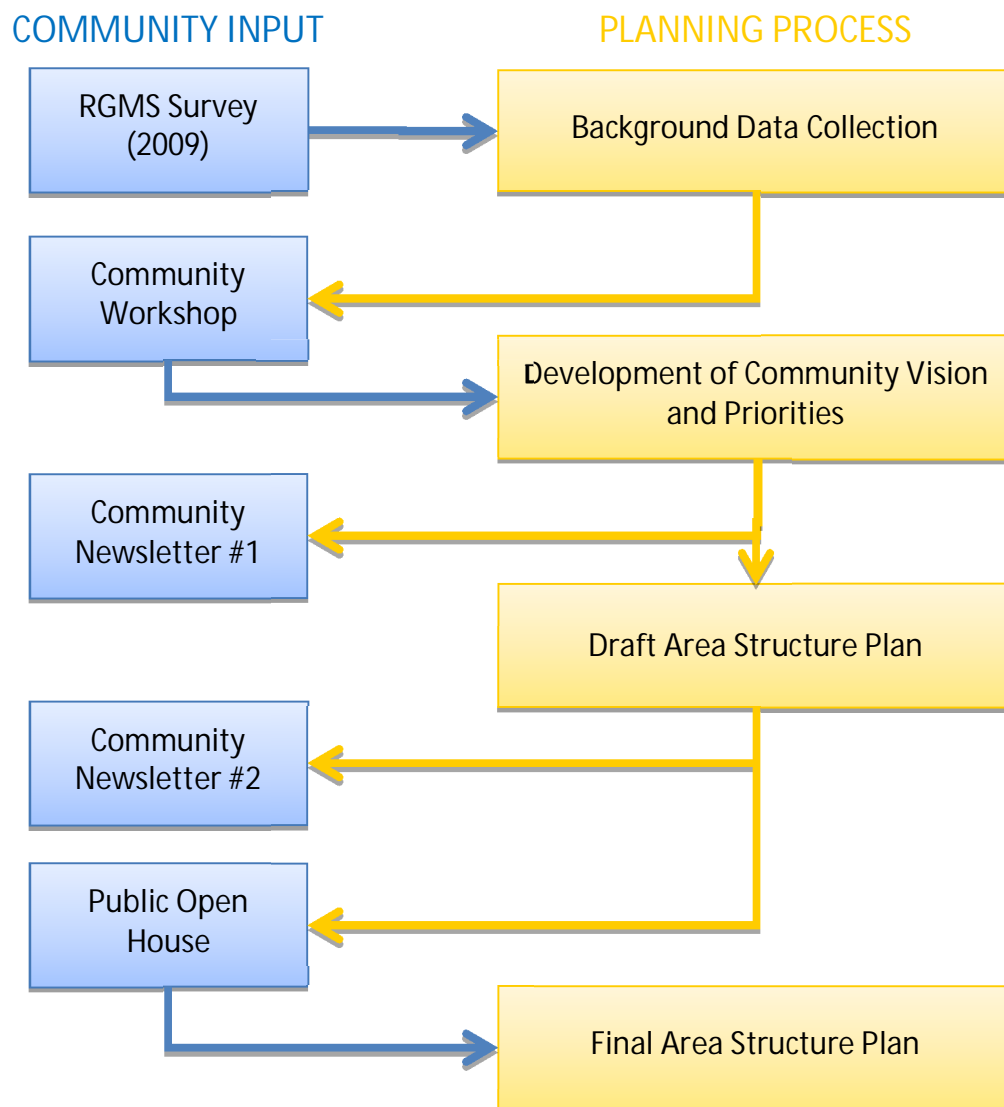 COMMUNITY INPUT
PLANNING PROCESS
RGMS Survey
(2009)
Background Data Collection
Community
Workshop
Development of Community Vision
and Priorities
Community
Newsletter #1
Draft Area Structure Plan
Community
Newsletter #2
Public Open
House
Final Area Structure Plan